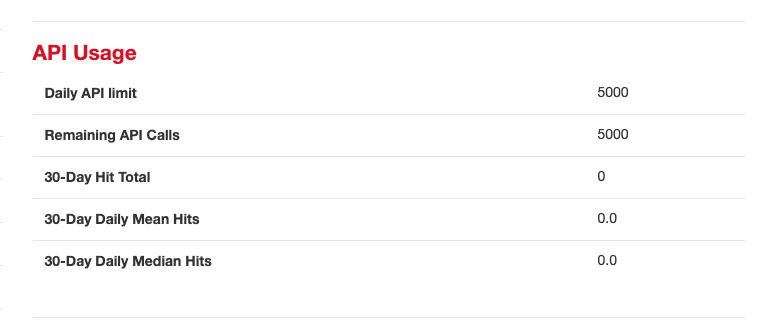 API Usage
Daily API limit 5000
Remaining API Calls 5000
30-Day Hit Total 0
30-Day Daily Mean Hits 0.0
30-Day Daily Median Hits 0.0